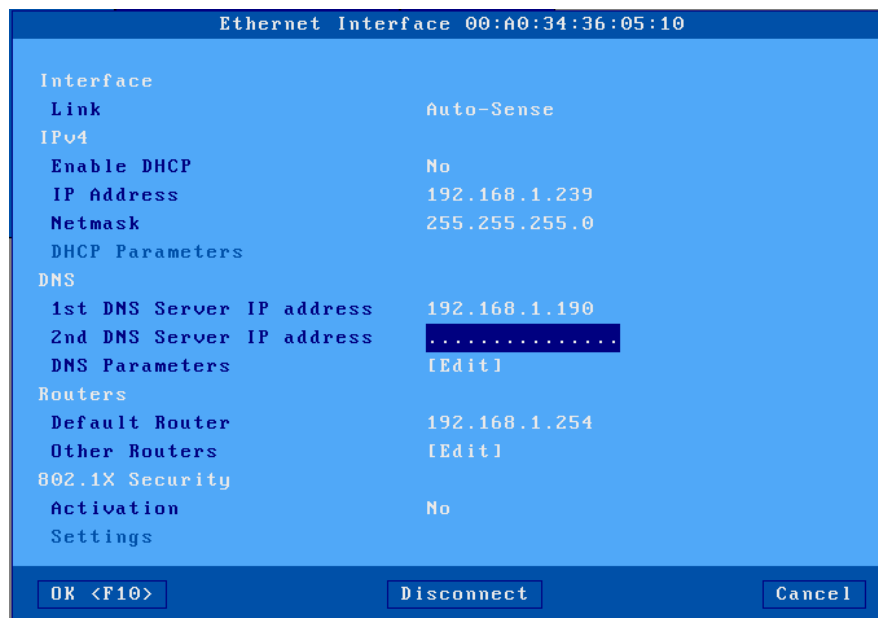 Ethernet Interface 00:A0:34:36:05:10
Interface
Link Auto-Sense
IPv4
Enable DHCP No
IP Address 192.168.1.239
Netmask 255.255.255.0
DHCP Parameters
DNS
1st DNS Server IP address 192.168.1.190
2nd DNS Server IP address ...............
DNS Parameters [Edit]
Routers
Default Router 192.168.1.254
Other Routers [Edit]
802.1X Security
Activation No
Settings
OK <F10> Disconnect Cancel